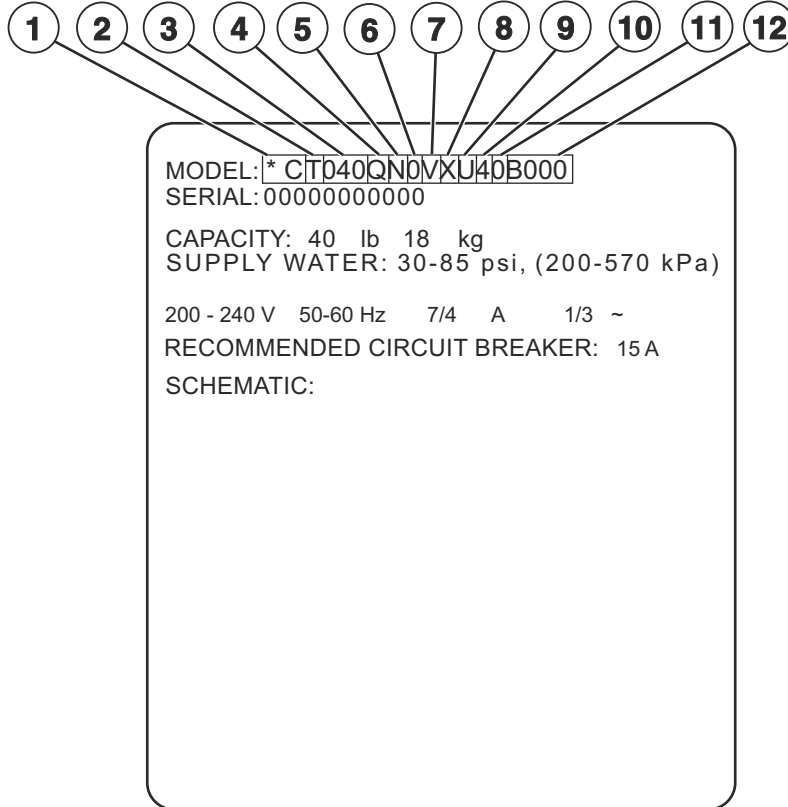 1 2 3 4 5 6 7 8 9 10 11 12
MODEL: * CT040QN0VXU40B000
SERIAL: 00000000000
CAPACITY: 40 lb 18 kg
SUPPLY WATER: 30-85 psi, (200-570 kPa)
200 - 240 V 50-60 Hz 7/4 A 1/3 ~
RECOMMENDED CIRCUIT BREAKER: 15 A
SCHEMATIC: